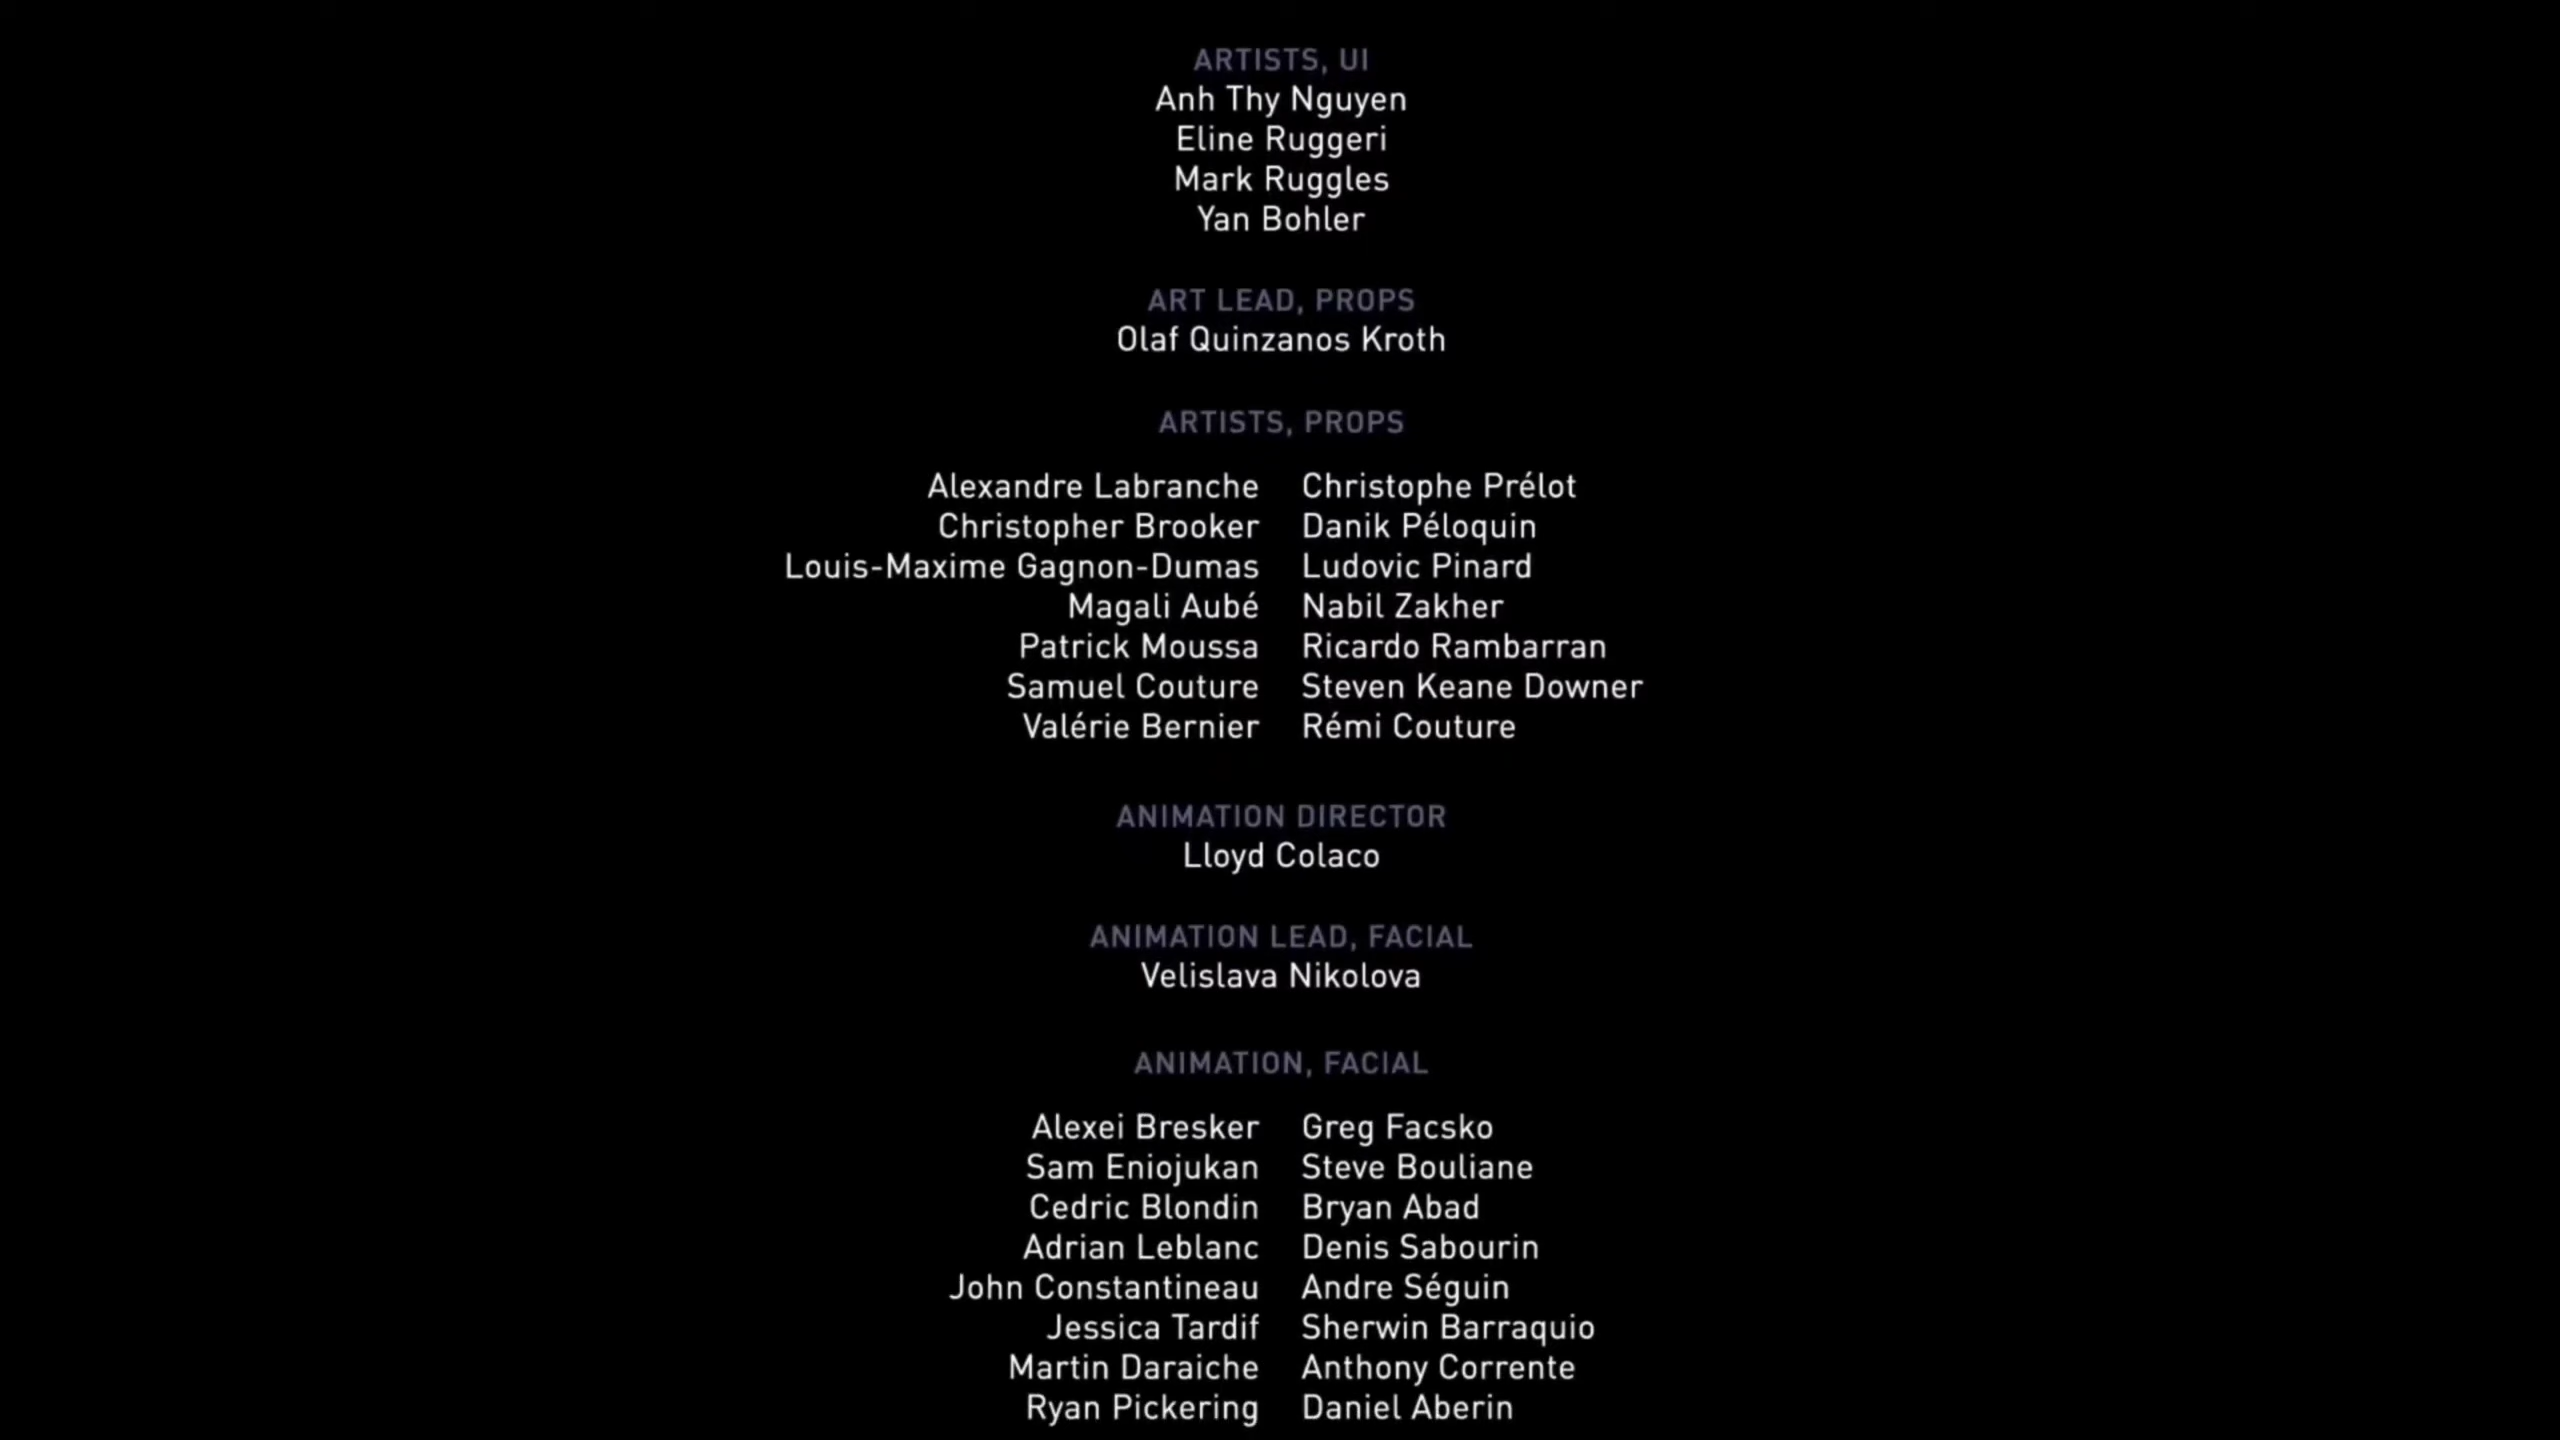 ARTISTS, UI
Anh Thy Nguyen
Eline Ruggeri
Mark Ruggles
Yan Bohler
ART LEAD, PROPS
Olaf Quinzanos Kroth
ARTISTS, PROPS
Alexandre Labranche Christophe Prélot
Christopher Brooker Danik Péloquin
Louis-Maxime Gagnon-Dumas Ludovic Pinard
Magali Aubé Nabil Zakher
Patrick Moussa Ricardo Rambarran
Samuel Couture Steven Keane Downer
Valérie Bernier Rémi Couture
ANIMATION DIRECTOR
Lloyd Colaco
ANIMATION LEAD, FACIAL
Velislava Nikolova
ANIMATION, FACIAL
Alexei Bresker Greg Facsko
Sam Eniojukan Steve Bouliane
Cedric Blondin Bryan Abad
Adrian Leblanc Denis Sabourin
John Constantineau Andre Séguin
Jessica Tardif Sherwin Barraquio
Martin Daraiche Anthony Corrente
Ryan Pickering Daniel Aberin